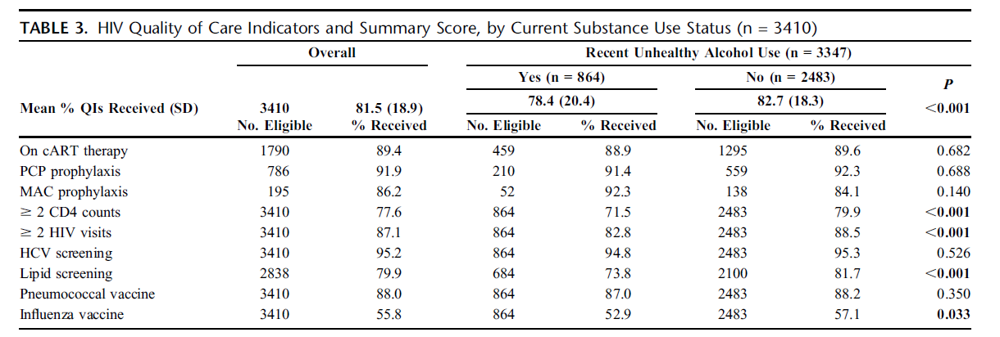 TABLE 3. HIV Quality of Care Indicators and Summary Score, by Current Substance Use Status (n = 3410)
Overall Recent Unhealthy Alcohol Use (n = 3347)
Yes (n = 864) No (n = 2483) P
Mean % QIs Received (SD) 3410 81.5 (18.9) 78.4 (20.4) 82.7 (18.3) <0.001
No. Eligible % Received No. Eligible % Received No. Eligible % Received
On cART therapy 1790 89.4 459 88.9 1295 89.6 0.682
PCP prophylaxis 786 91.9 210 91.4 559 92.3 0.688
MAC prophylaxis 195 86.2 52 92.3 138 84.1 0.140
≥ 2 CD4 counts 3410 77.6 864 71.5 2483 79.9 <0.001
≥ 2 HIV visits 3410 87.1 864 82.8 2483 88.5 <0.001
HCV screening 3410 95.2 864 94.8 2483 95.3 0.526
Lipid screening 2838 79.9 684 73.8 2100 81.7 <0.001
Pneumococcal vaccine 3410 88.0 864 87.0 2483 88.2 0.350
Influenza vaccine 3410 55.8 864 52.9 2483 57.1 0.033